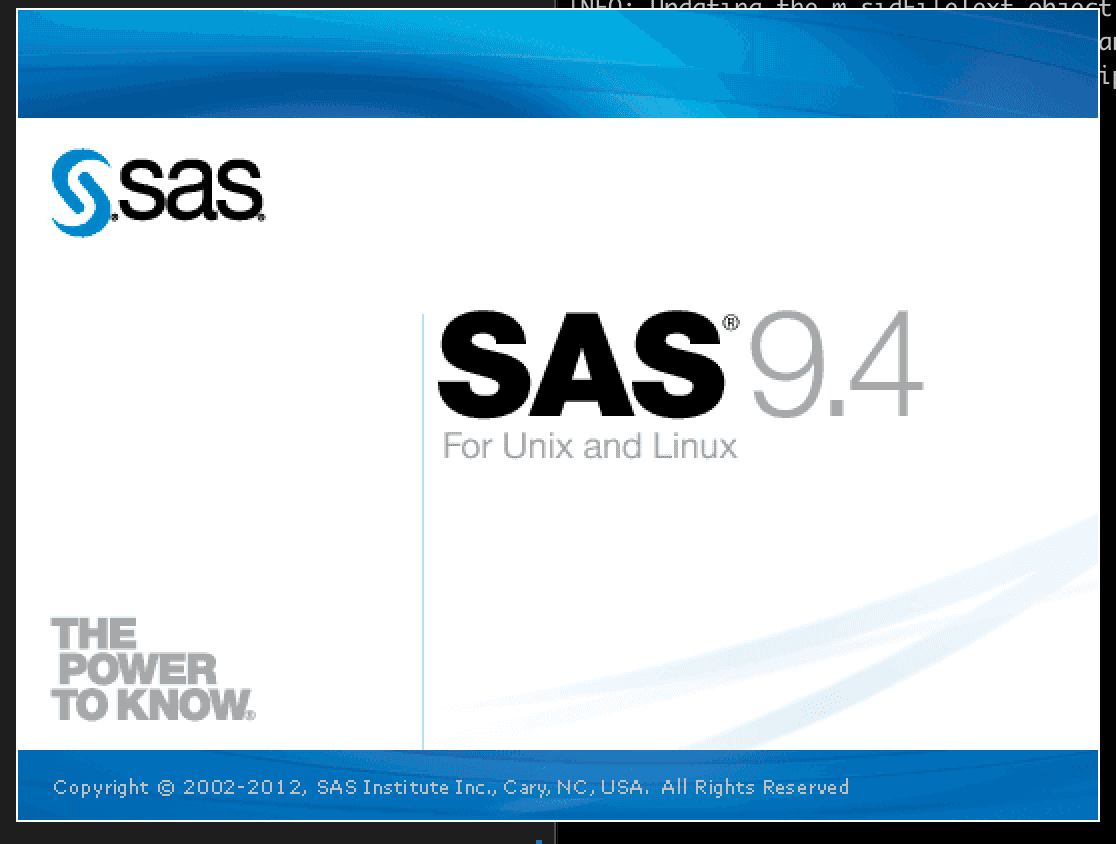 INFO: Updating the m_sidFileText object
sas®
SAS® 9.4
For Unix and Linux
THE
POWER
TO KNOW®
Copyright © 2002-2012, SAS Institute Inc., Cary, NC, USA. All Rights Reserved